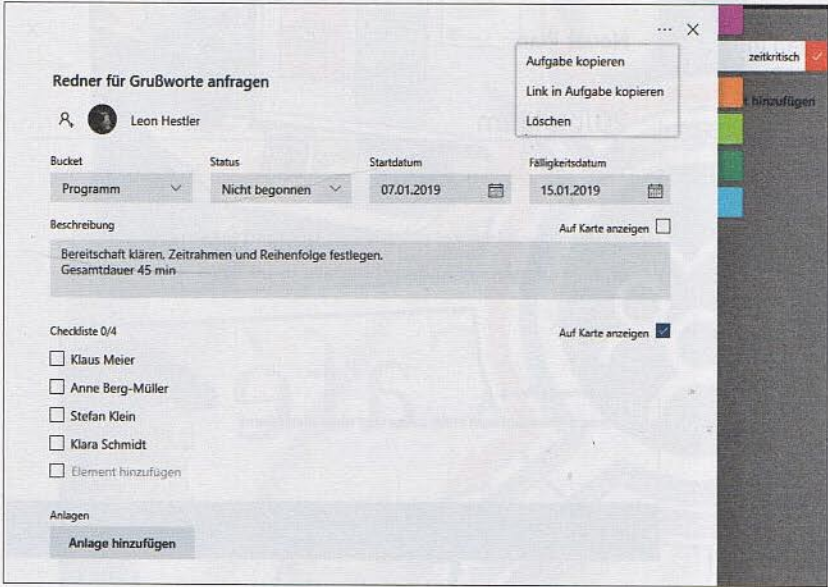 Aufgabe kopieren
Link in Aufgabe kopieren
Löschen
zeitkritisch
hinzufügen
Redner für Grußworte anfragen
Leon Hestler
Bucket Status Startdatum Fälligkeitsdatum
Programm Nicht begonnen 07.01.2019 15.01.2019
Beschreibung Auf Karte anzeigen
Bereitschaft klären, Zeitrahmen und Reihenfolge festlegen.
Gesamtdauer 45 min
Checkliste 0/4 Auf Karte anzeigen
Klaus Meier
Anne Berg-Müller
Stefan Klein
Klara Schmidt
Element hinzufügen
Anlagen
Anlage hinzufügen